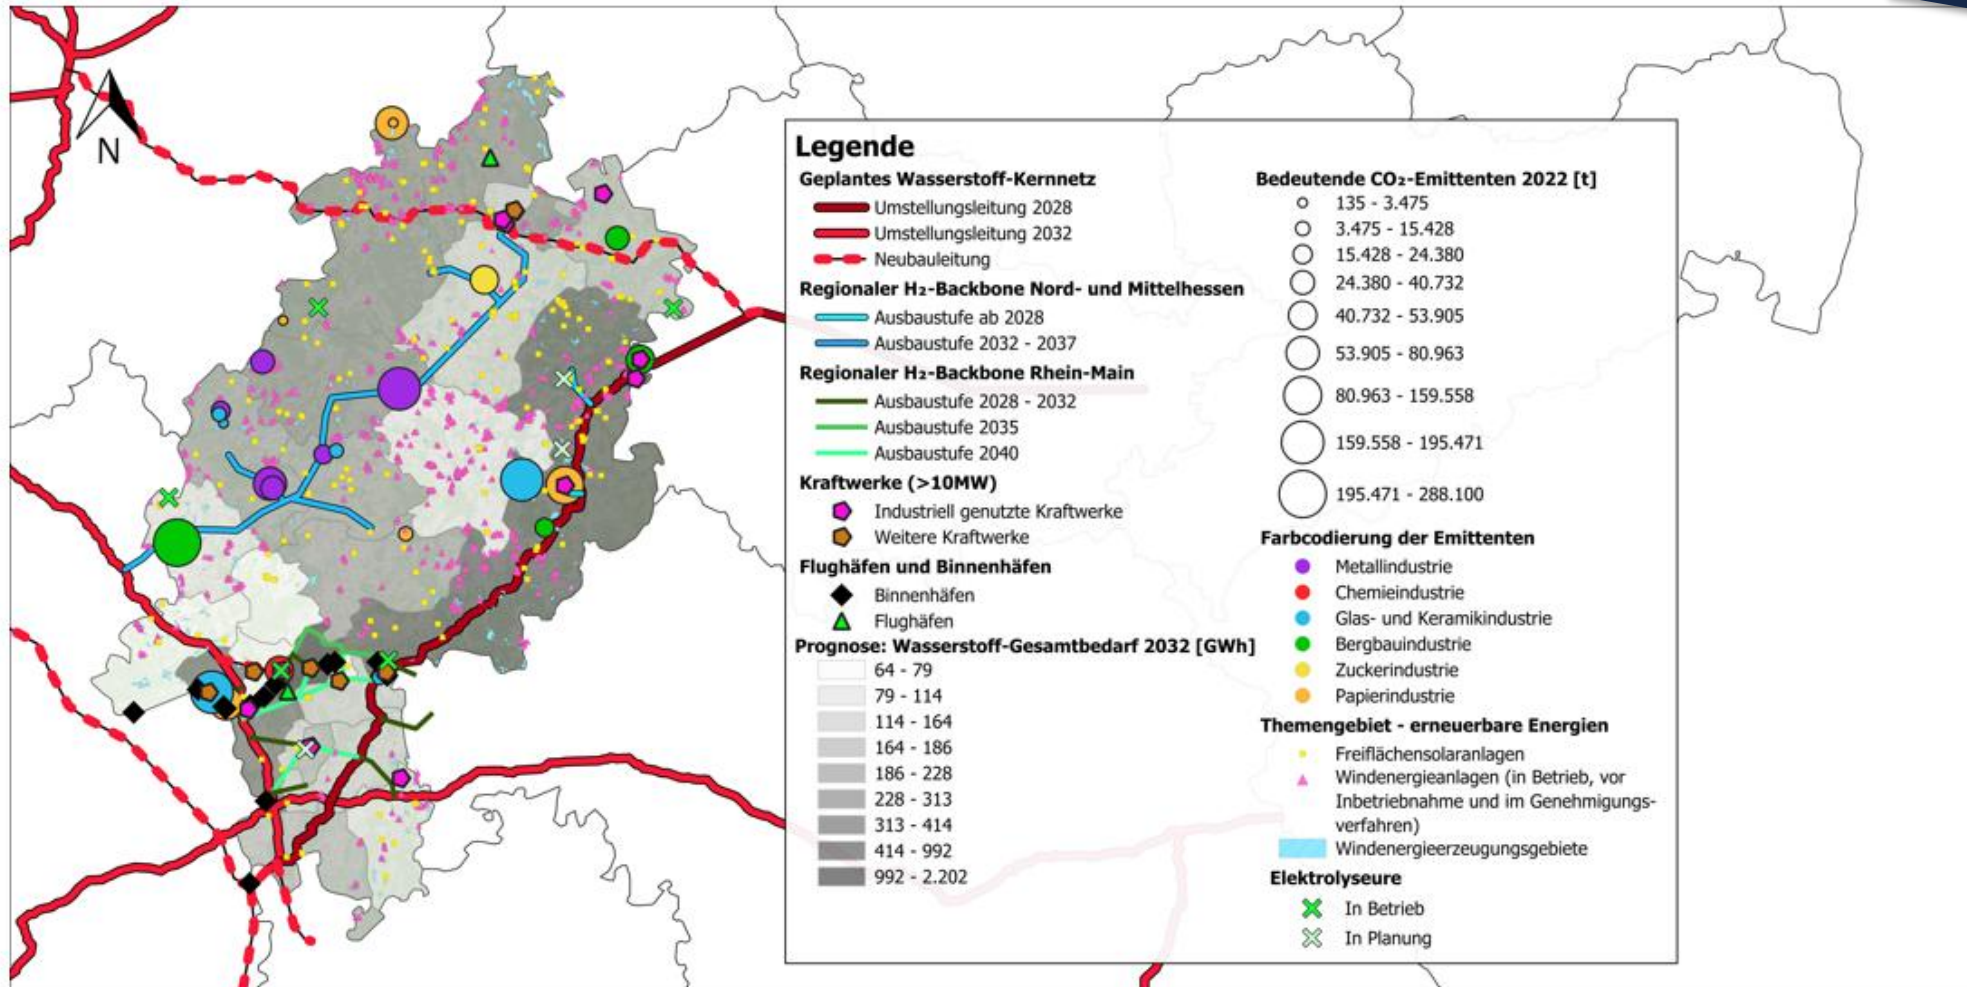 N
Legende
Geplantes Wasserstoff-Kernnetz
Umstellungsleitung 2028
Umstellungsleitung 2032
Neubauleitung
Regionaler H₂-Backbone Nord- und Mittelhessen
Ausbaustufe ab 2028
Ausbaustufe 2032 - 2037
Regionaler H₂-Backbone Rhein-Main
Ausbaustufe 2028 - 2032
Ausbaustufe 2035
Ausbaustufe 2040
Kraftwerke (>10MW)
Industriell genutzte Kraftwerke
Weitere Kraftwerke
Flughäfen und Binnenhäfen
Binnenhäfen
Flughäfen
Prognose: Wasserstoff-Gesamtbedarf 2032 [GWh]
64 - 79
79 - 114
114 - 164
164 - 186
186 - 228
228 - 313
313 - 414
414 - 992
992 - 2.202
Bedeutende CO₂-Emittenten 2022 [t]
135 - 3.475
3.475 - 15.428
15.428 - 24.380
24.380 - 40.732
40.732 - 53.905
53.905 - 80.963
80.963 - 159.558
159.558 - 195.471
195.471 - 288.100
Farbcodierung der Emittenten
Metallindustrie
Chemieindustrie
Glas- und Keramikindustrie
Bergbauindustrie
Zuckerindustrie
Papierindustrie
Themengebiet - erneuerbare Energien
Freiflächensolaranlagen
Windenergieanlagen (in Betrieb, vor
Inbetriebnahme und im Genehmigungs-
verfahren)
Windenergieerzeugungsgebiete
Elektrolyseure
In Betrieb
In Planung